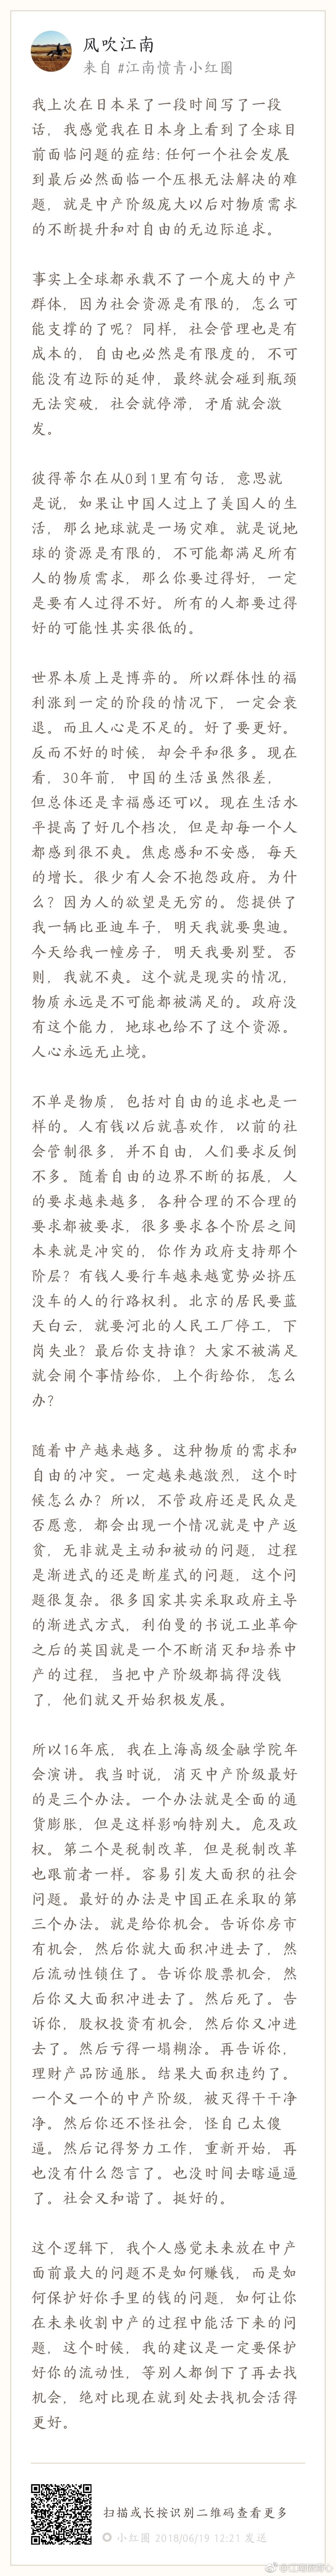 风吹江南
来自 #江南愤青小红圈
我上次在日本呆了一段时间写了一段
话，我感觉我在日本身上看到了全球目
前面临问题的症结: 任何一个社会发展
到最后必然面临一个压根无法解决的难
题，就是中产阶级庞大以后对物质需求
的不断提升和对自由的无边际追求。
事实上全球都承载不了一个庞大的中产
群体，因为社会资源是有限的，怎么可
能支撑的了呢？同样，社会管理也是有
成本的，自由也必然是有限度的，不可
能没有边际的延伸，最终就会碰到瓶颈
无法突破，社会就停滞，矛盾就会激
发。
彼得蒂尔在从0到1里有句话，意思就
是说，如果让中国人过上了美国人的生
活，那么地球就是一场灾难。就是说地
球的资源是有限的，不可能都满足所有
人的物质需求，那么你要过得好，一定
是要有人过得不好。所有的人都要过得
好的可能性其实很低的。
世界本质上是博弈的。所以群体性的福
利涨到一定的阶段的情况下，一定会衰
退。而且人心是不足的。好了要更好。
反而不好的时候，却会平和很多。现在
看，30年前，中国的生活虽然很差，
但总体还是幸福感还可以。现在生活水
平提高了好几个档次，但是却每一个人
都感到很不爽。焦虑感和不安感，每天
的增长。很少有人会不抱怨政府。为什
么？因为人的欲望是无穷的。您提供了
我一辆比亚迪车子，明天我就要奥迪。
今天给我一幢房子，明天我要别墅。否
则，我就不爽。这个就是现实的情况，
物质永远是不可能都被满足的。政府没
有这个能力，地球也给不了这个资源。
人心永远无止境。
不单是物质，包括对自由的追求也是一
样的。人有钱以后就喜欢作，以前的社
会管制很多，并不自由，人们要求反倒
不多。随着自由的边界不断的拓展，人
的要求越来越多，各种合理的不合理的
要求都被要求，很多要求各个阶层之间
本来就是冲突的，你作为政府支持那个
阶层？有钱人要行车越来越宽势必挤压
没车的人的行路权利。北京的居民要蓝
天白云，就要河北的人民工厂停工，下
岗失业？最后你支持谁？大家不被满足
就会闹个事情给你，上个街给你，怎么
办？
随着中产越来越多。这种物质的需求和
自由的冲突。一定越来越激烈，这个时
候怎么办？所以，不管政府还是民众是
否愿意，都会出现一个情况就是中产返
贫，无非就是主动和被动的问题，过程
是渐进式的还是断崖式的问题，这个问
题很复杂。很多国家其实采取政府主导
的渐进式方式，利伯曼的书说工业革命
之后的英国就是一个不断消灭和培养中
产的过程，当把中产阶级都搞得没钱
了，他们就又开始积极发展。
所以16年底，我在上海高级金融学院年
会演讲。我当时说，消灭中产阶级最好
的是三个办法。一个办法就是全面的通
货膨胀，但是这样影响特别大。危及政
权。第二个是税制改革，但是税制改革
也跟前者一样。容易引发大面积的社会
问题。最好的办法是中国正在采取的第
三个办法。就是给你机会。告诉你房市
有机会，然后你就大面积冲进去了，然
后流动性锁住了。告诉你股票机会，然
后你又大面积冲进去了。然后死了。告
诉你，股权投资有机会，然后你又冲进
去了。然后亏得一塌糊涂。再告诉你，
理财产品防通胀。结果大面积违约了。
一个又一个的中产阶级，被灭得干干净
净。然后你还不怪社会，怪自己太傻
逼。然后记得努力工作，重新开始，再
也没有什么怨言了。也没时间去瞎逼逼
了。社会又和谐了。挺好的。
这个逻辑下，我个人感觉未来放在中产
面前最大的问题不是如何赚钱，而是如
何保护好你手里的钱的问题，如何让你
在未来收割中产的过程中能活下来的问
题，这个时候，我的建议是一定要保护
好你的流动性，等别人都倒下了再去找
机会，绝对比现在就到处去找机会活得
更好。
扫描或长按识别二维码查看更多
小红圈 2018/06/19 12:21 发送